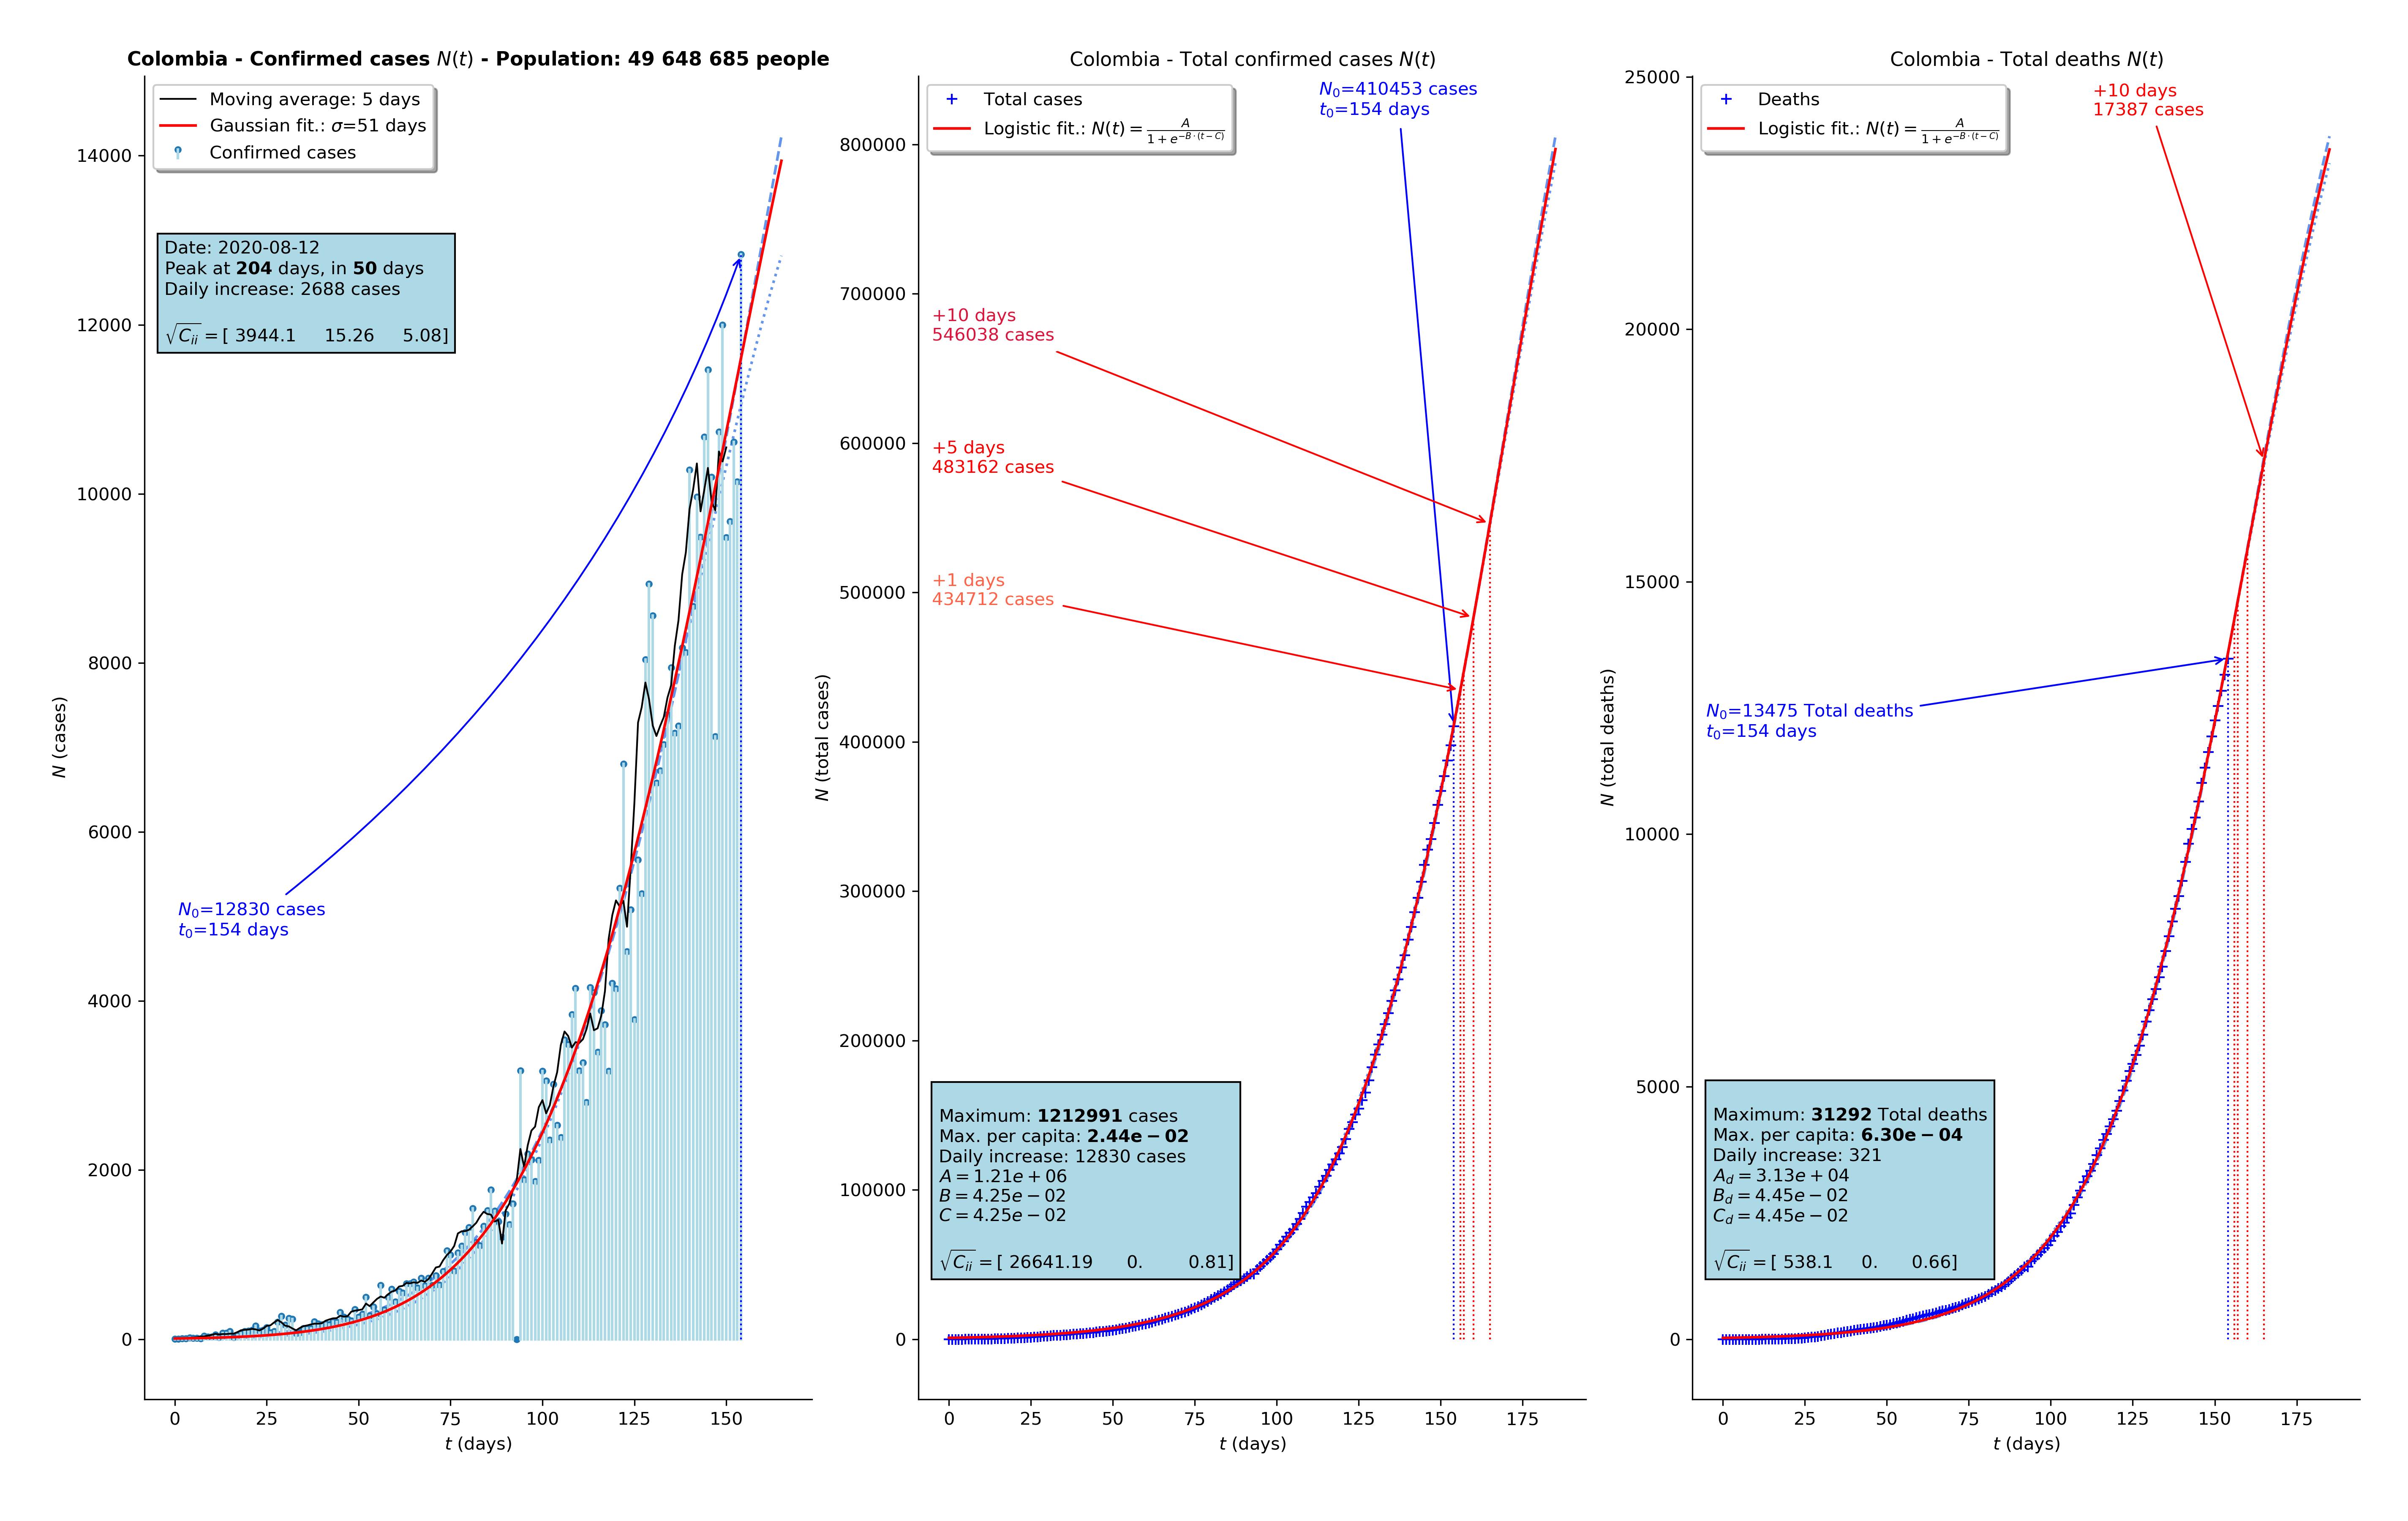 Colombia - Confirmed cases N(t) - Population: 49 648 685 people
Moving average: 5 days
Gaussian fit.: σ=51 days
Confirmed cases
Date: 2020-08-12
Peak at 204 days, in 50 days
Daily increase: 2688 cases
√C_ii = [ 3944.1 15.26 5.08]
N₀=12830 cases
t₀=154 days
14000
12000
10000
8000
6000
4000
2000
0
N (cases)
0 25 50 75 100 125 150
t (days)
Colombia - Total confirmed cases N(t)
Total cases
Logistic fit.: N(t) = A / (1 + e^(−B·(t−C)))
N₀=410453 cases
t₀=154 days
+10 days
546038 cases
+5 days
483162 cases
+1 days
434712 cases
Maximum: 1212991 cases
Max. per capita: 2.44e − 02
Daily increase: 12830 cases
A = 1.21e + 06
B = 4.25e − 02
C = 4.25e − 02
√C_ii = [ 26641.19 0. 0.81]
800000
700000
600000
500000
400000
300000
200000
100000
0
N (total cases)
0 25 50 75 100 125 150 175
t (days)
Colombia - Total deaths N(t)
Deaths
Logistic fit.: N(t) = A / (1 + e^(−B·(t−C)))
+10 days
17387 cases
N₀=13475 Total deaths
t₀=154 days
Maximum: 31292 Total deaths
Max. per capita: 6.30e − 04
Daily increase: 321
A_d = 3.13e + 04
B_d = 4.45e − 02
C_d = 4.45e − 02
√C_ii = [ 538.1 0. 0.66]
25000
20000
15000
10000
5000
0
N (total deaths)
0 25 50 75 100 125 150 175
t (days)